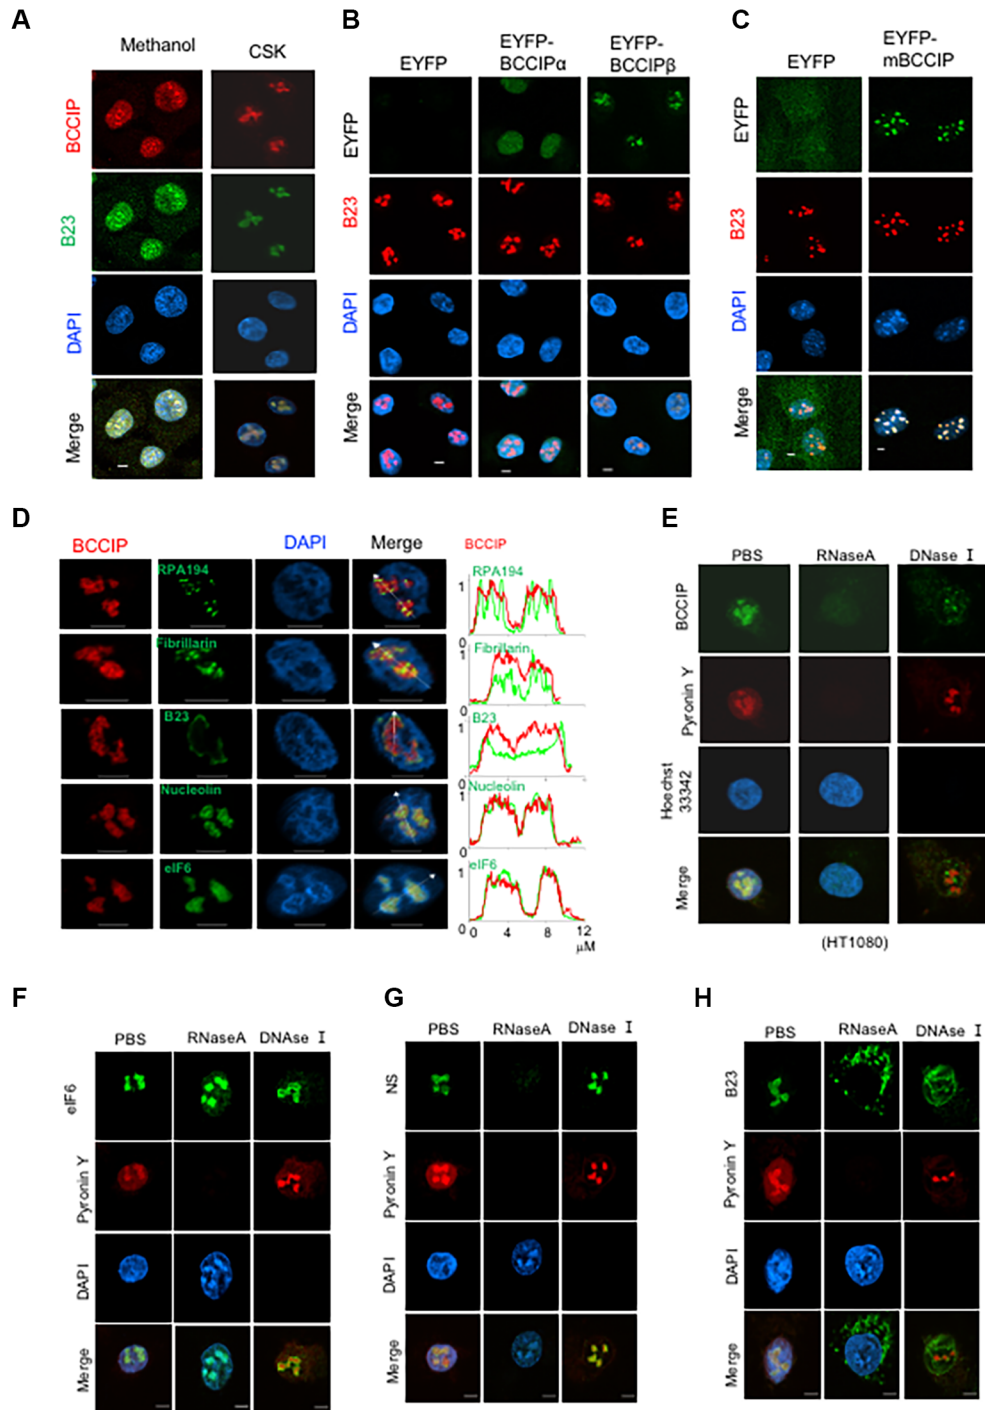 A
Methanol
CSK
BCCIP
B23
DAPI
Merge
B
EYFP
EYFP-
BCCIPα
EYFP-
BCCIPβ
EYFP
B23
DAPI
Merge
C
EYFP
EYFP-
mBCCIP
EYFP
B23
DAPI
Merge
D
BCCIP
DAPI
Merge
BCCIP
RPA194
RPA194
1
0
Fibrillarin
Fibrillarin
1
0
B23
B23
1
0
Nucleolin
Nucleolin
1
0
eIF6
eIF6
1
0
0 4 8 12
μM
E
PBS
RNaseA
DNase I
BCCIP
Pyronin Y
Hoechst
33342
Merge
(HT1080)
F
PBS
RNaseA
DNAse I
eIF6
Pyronin Y
DAPI
Merge
G
PBS
RNaseA
DNase I
NS
Pyronin Y
DAPI
Merge
H
PBS
RNaseA
DNAse I
B23
Pyronin Y
DAPI
Merge